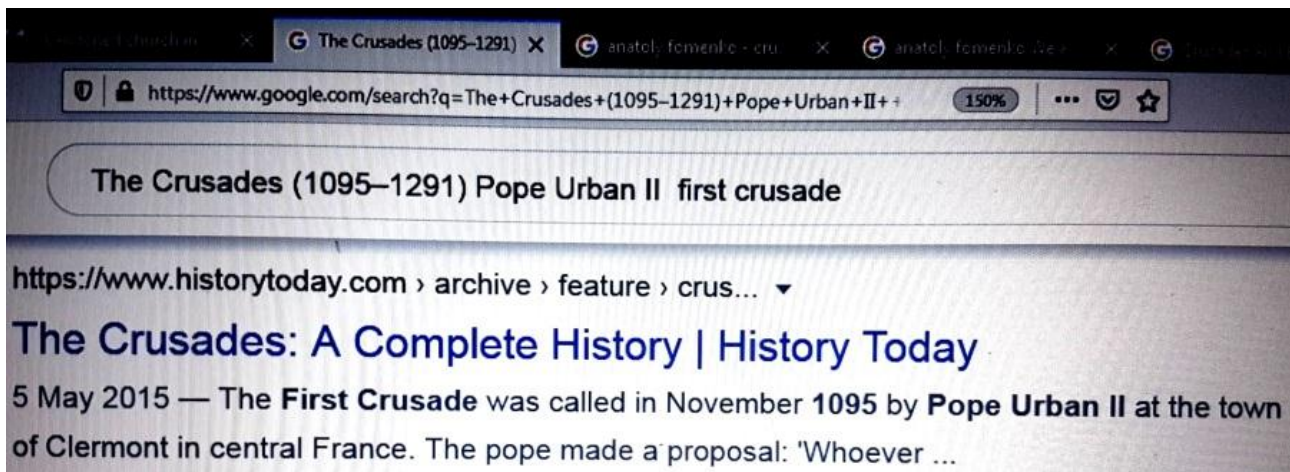 The Crusades (1095–1291) anatoly fomenko - cru anatoly fomenko
https://www.google.com/search?q=The+Crusades+(1095–1291)+Pope+Urban+II+ + 150%
The Crusades (1095–1291) Pope Urban II first crusade
https://www.historytoday.com › archive › feature › crus...
The Crusades: A Complete History | History Today
5 May 2015 — The First Crusade was called in November 1095 by Pope Urban II at the town
of Clermont in central France. The pope made a proposal: 'Whoever ...